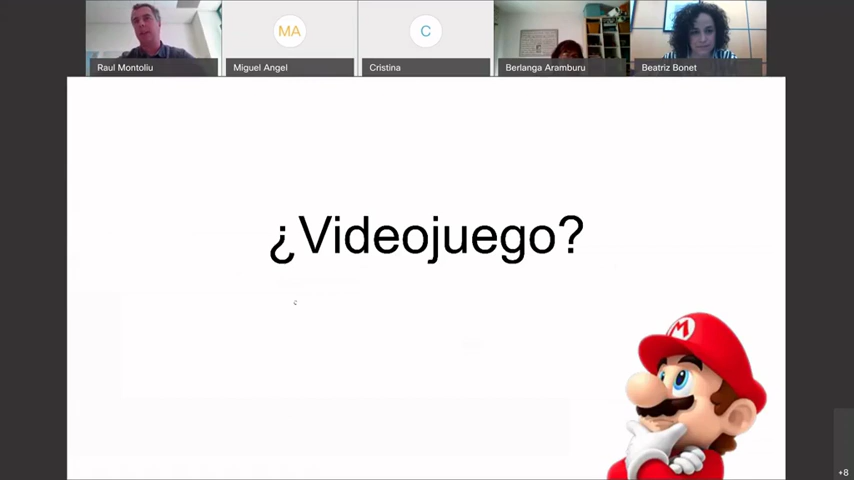 MA
C
Raul Montoliu
Miguel Angel
Cristina
Berlanga Aramburu
Beatriz Bonet
¿Videojuego?
M
+8